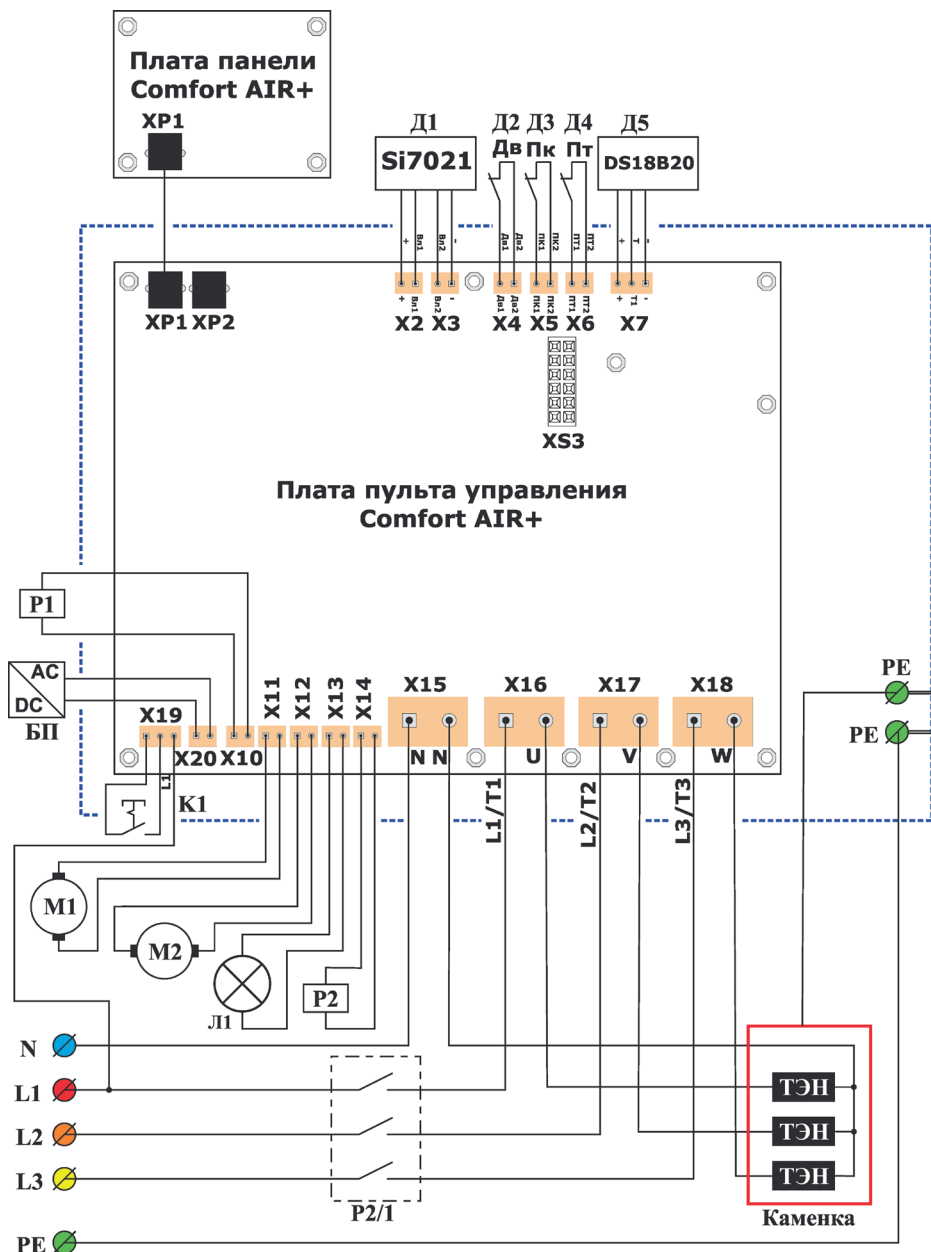 Плата панели
Comfort AIR+
XP1
Д1
Д2 Д3 Д4 Д5
Дв Пк Пт
Si7021
DS18B20
+ Вл1 Вл2 - Дв1 Дв2 ПК1 ПК2 ПТ1 ПТ2 + Т -
+ Вл1 Вл2 - Дв1 Дв2 ПК1 ПК2 ПТ1 ПТ2 + Т1 -
XP1 XP2
X2 X3 X4 X5 X6 X7
XS3
Плата пульта управления
Comfort AIR+
P1
AC
DC
БП
X19
X20 X10
X11
X12
X13
X14
X15
X16
X17
X18
N N
U
V
W
PE
PE
L1
K1
L1/T1
L2/T2
L3/T3
M1
M2
Л1
P2
N
L1
L2
L3
PE
P2/1
ТЭН
ТЭН
ТЭН
Каменка